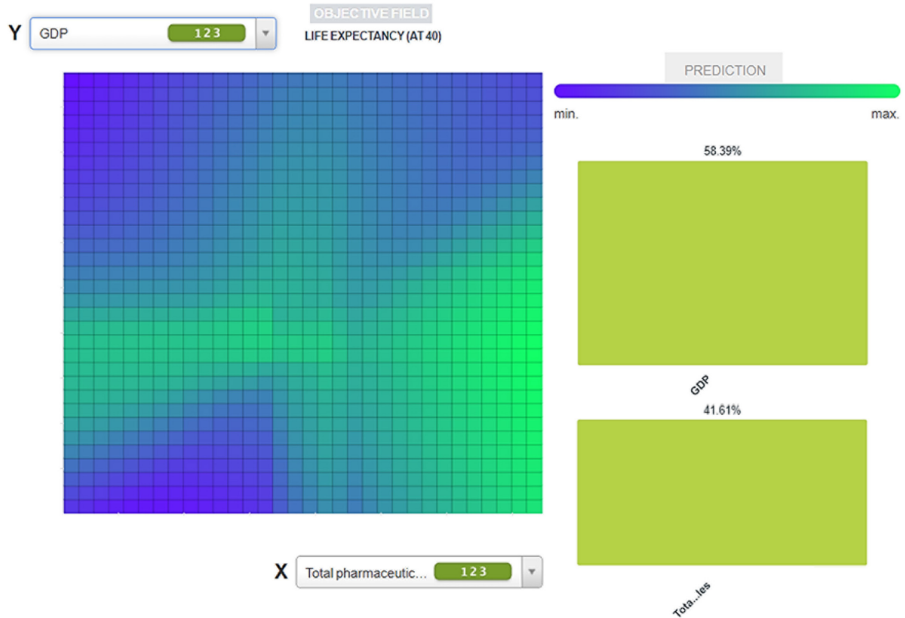 OBJECTIVE FIELD
Y GDP 123
LIFE EXPECTANCY (AT 40)
PREDICTION
min. max.
58.39%
GDP
41.61%
X Total pharmaceutic... 123
Tota...les